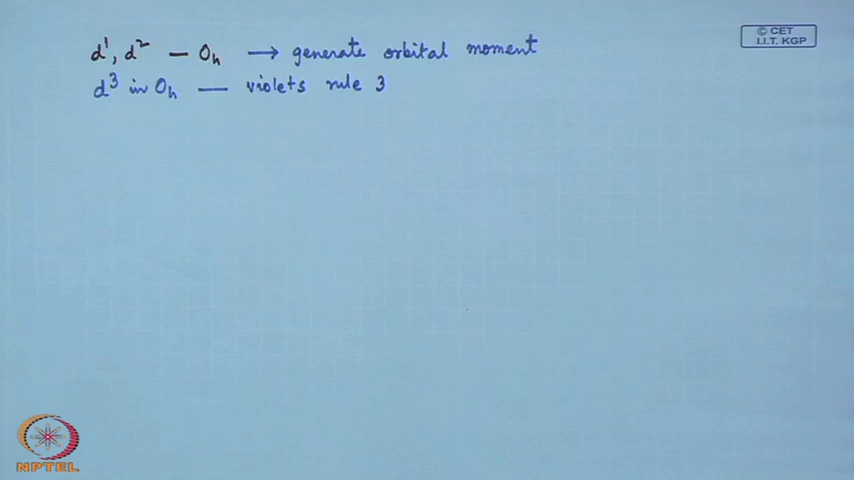 © CET
I.I.T. KGP
d¹, d² — Oₕ → generate orbital moment
d³ in Oₕ — violets rule 3
NPTEL